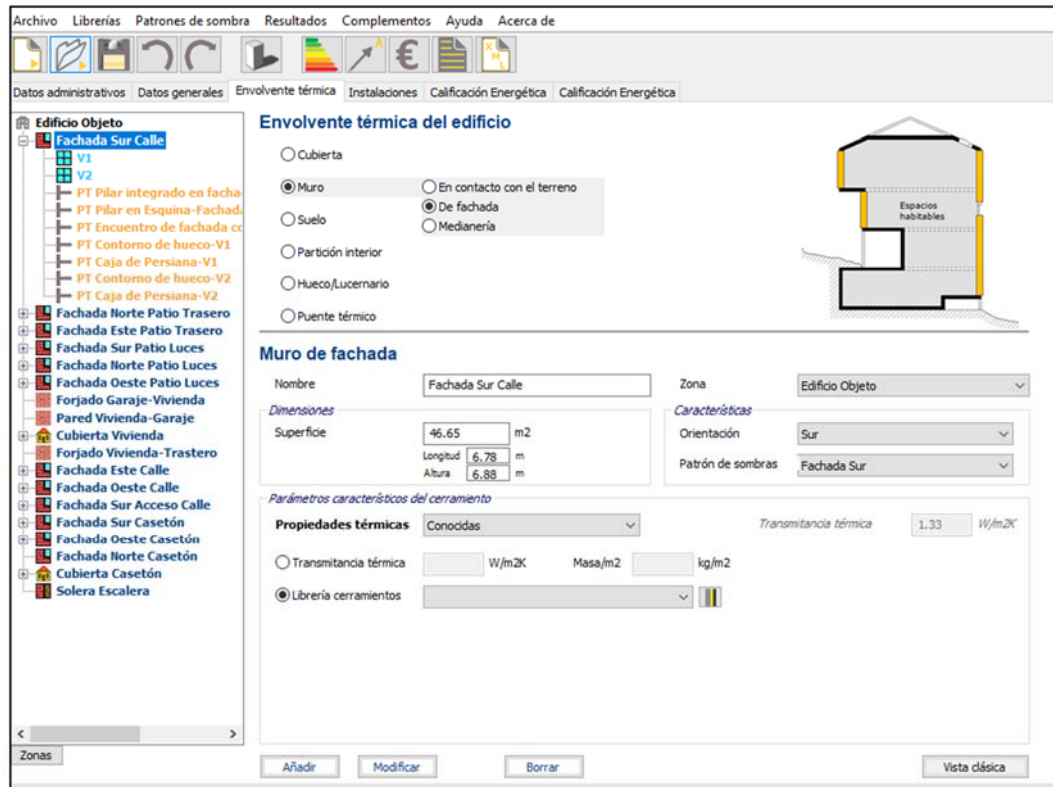 Archivo Librerías Patrones de sombra Resultados Complementos Ayuda Acerca de
A
€
X
M
L
Datos administrativos Datos generales Envolvente térmica Instalaciones Calificación Energética Calificación Energética
Edificio Objeto
Fachada Sur Calle
V1
V2
PT Pilar integrado en facha
PT Pilar en Esquina-Fachad
PT Encuentro de fachada co
PT Contorno de hueco-V1
PT Caja de Persiana-V1
PT Contorno de hueco-V2
PT Caja de Persiana-V2
Fachada Norte Patio Trasero
Fachada Este Patio Trasero
Fachada Sur Patio Luces
Fachada Norte Patio Luces
Fachada Oeste Patio Luces
Forjado Garaje-Vivienda
Pared Vivienda-Garaje
Cubierta Vivienda
Forjado Vivienda-Trastero
Fachada Este Calle
Fachada Oeste Calle
Fachada Sur Acceso Calle
Fachada Sur Casetón
Fachada Oeste Casetón
Fachada Norte Casetón
Cubierta Casetón
Solera Escalera
Zonas
Envolvente térmica del edificio
Cubierta
Muro
En contacto con el terreno
De fachada
Medianería
Suelo
Partición interior
Hueco/Lucernario
Puente térmico
Espacios
habitables
Muro de fachada
Nombre Fachada Sur Calle Zona Edificio Objeto
Dimensiones
Superficie 46.65 m2
Longitud 6.78 m
Altura 6.88 m
Características
Orientación Sur
Patrón de sombras Fachada Sur
Parámetros característicos del cerramiento
Propiedades térmicas Conocidas Transmitancia térmica 1.33 W/m2K
Transmitancia térmica W/m2K Masa/m2 kg/m2
Librería cerramientos
Añadir Modificar Borrar Vista clásica